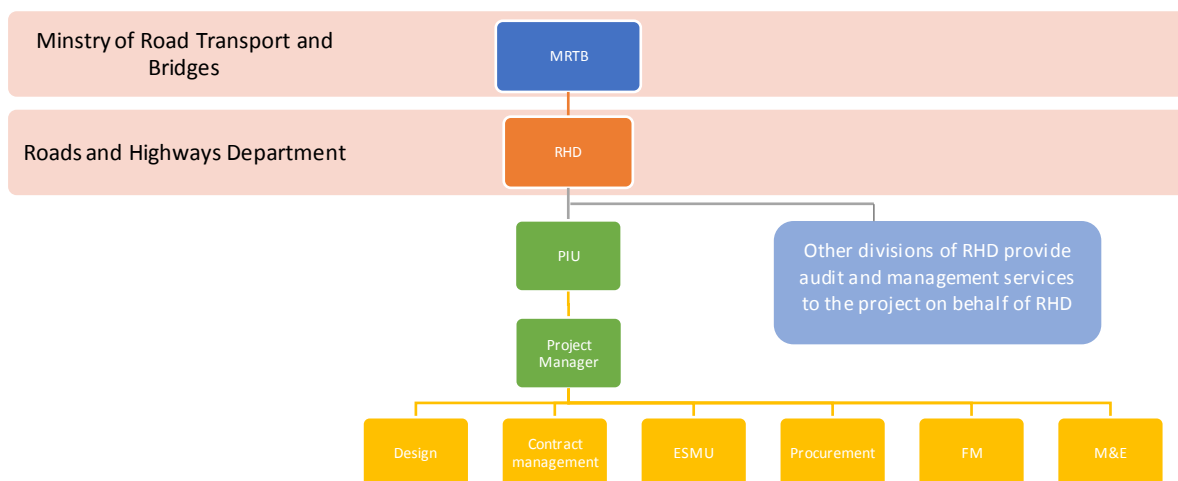 Minstry of Road Transport and
Bridges
MRTB
Roads and Highways Department
RHD
PIU
Other divisions of RHD provide
audit and management services
to the project on behalf of RHD
Project
Manager
Design
Contract
management
ESMU
Procurement
FM
M&E